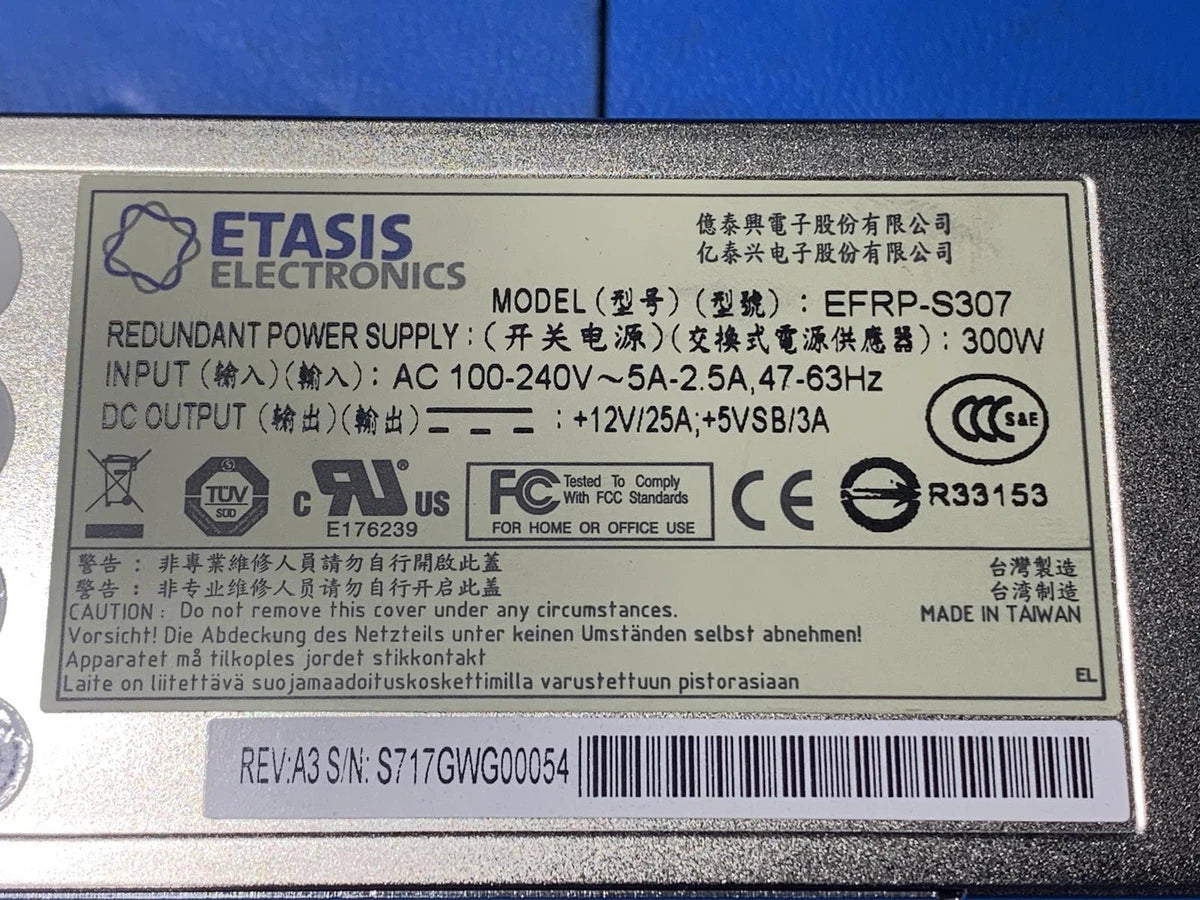 ETASIS
ELECTRONICS
億泰興電子股份有限公司
亿泰兴电子股份有限公司
MODEL (型号) (型號) : EFRP-S307
REDUNDANT POWER SUPPLY : (开关电源) (交換式電源供應器) : 300W
INPUT (输入) (輸入) : AC 100-240V~5A-2.5A,47-63Hz
DC OUTPUT (输出) (輸出) : +12V/25A;+5VSB/3A
CCC S&E
TÜV
SÜD
c RU® US
E176239
FC Tested To Comply
With FCC Standards
FOR HOME OR OFFICE USE
CE
R33153
警告 : 非專業維修人員請勿自行開啟此蓋
警告 : 非专业维修人员请勿自行开启此盖
CAUTION : Do not remove this cover under any circumstances.
Vorsicht! Die Abdeckung des Netzteils unter keinen Umständen selbst abnehmen!
Apparatet må tilkoples jordet stikkontakt
Laite on liitettävä suojamaadoituskoskettimilla varustettuun pistorasiaan
台灣製造
台湾制造
MADE IN TAIWAN
EL
REV:A3 S/N: S717GWG00054